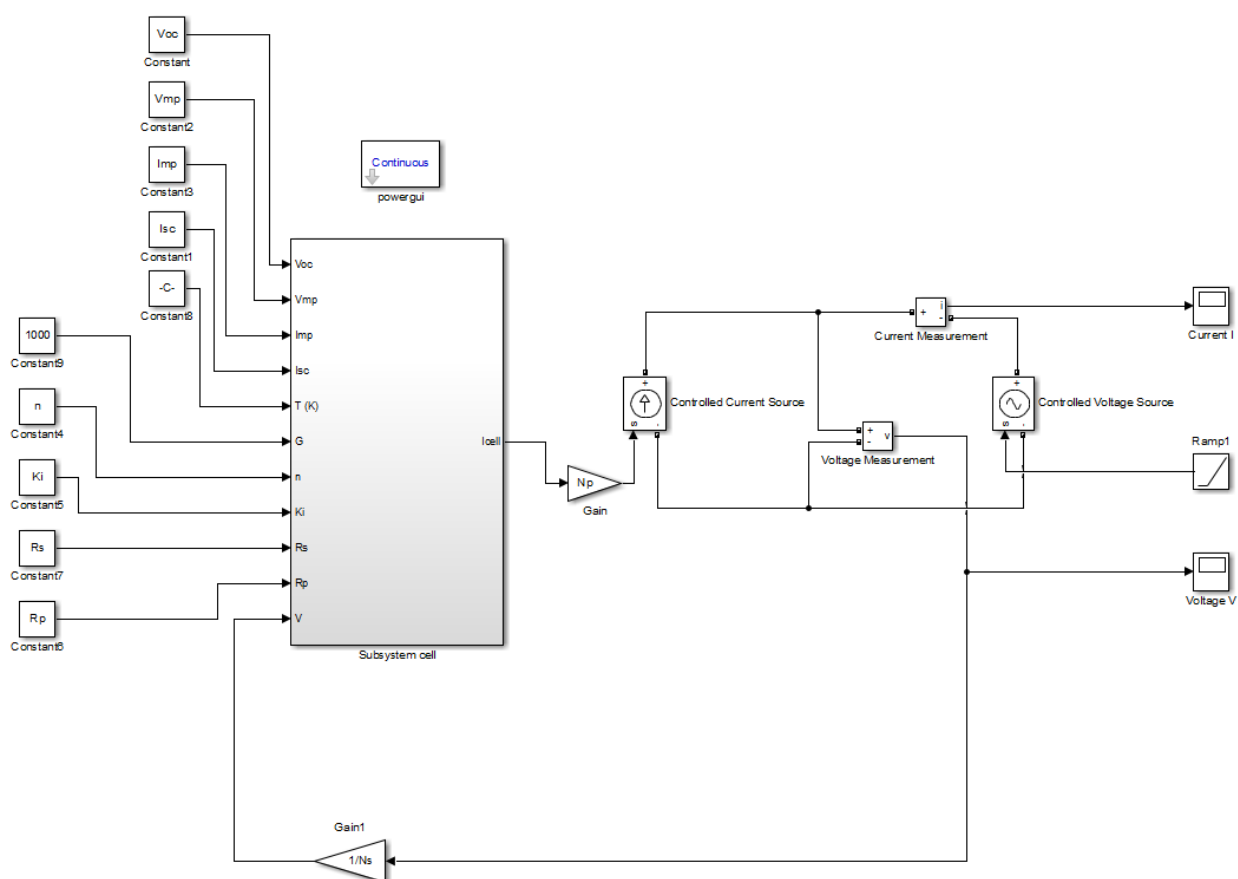 Voc
Constant
Vmp
Constant2
Imp
Constant3
Isc
Constant1
-C-
Constant8
1000
Constant9
n
Constant4
Ki
Constant5
Rs
Constant7
Rp
Constant6
Continuous
powergui
Voc
Vmp
Imp
Isc
T (K)
G
n
Ki
Rs
Rp
V
Icell
Subsystem cell
Np
Gain
+
s
-
Controlled Current Source
+
i
-
Current Measurement
+
-
v
Voltage Measurement
+
s
-
Controlled Voltage Source
Current I
Ramp1
Voltage V
Gain1
1/Ns